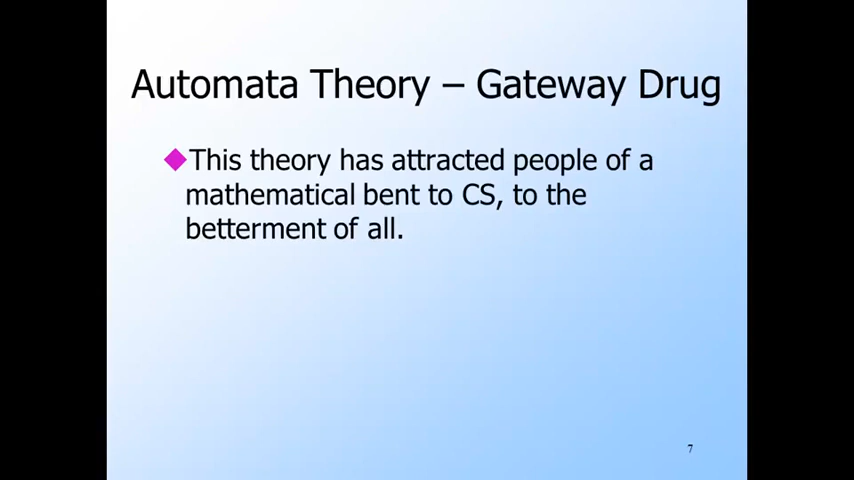 Automata Theory – Gateway Drug
This theory has attracted people of a
mathematical bent to CS, to the
betterment of all.
7